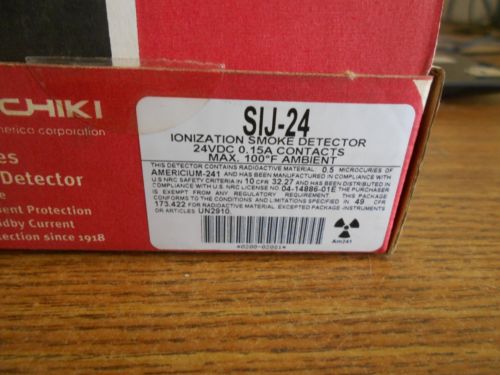 CHIKI
merica corporation
es
Detector
e
ent Protection
dby Current
ection since 1918
SIJ-24
IONIZATION SMOKE DETECTOR
24VDC 0.15A CONTACTS
MAX. 100°F AMBIENT
THIS DETECTOR CONTAINS RADIOACTIVE MATERIAL 0.5 MICROCURIES OF
AMERICIUM-241 AND HAS BEEN MANUFACTURED IN COMPLIANCE WITH
U.S NRC SAFETY CRITERIA IN 10 CFR 32.27 AND HAS BEEN DISTRIBUTED IN
COMPLIANCE WITH U.S. NRC LICENSE NO 04-14986-01E THE PURCHASER
IS EXEMPT FROM ANY REGULATORY REQUIREMENT. THIS PACKAGE
CONFORMS TO THE CONDITIONS AND LIMITATIONS SPECIFIED IN 49 CFR
173.422 FOR RADIOACTIVE MATERIAL, EXCEPTED PACKAGE-INSTRUMENTS
OR ARTICLES, UN2910.
*0200-02001*
Am241